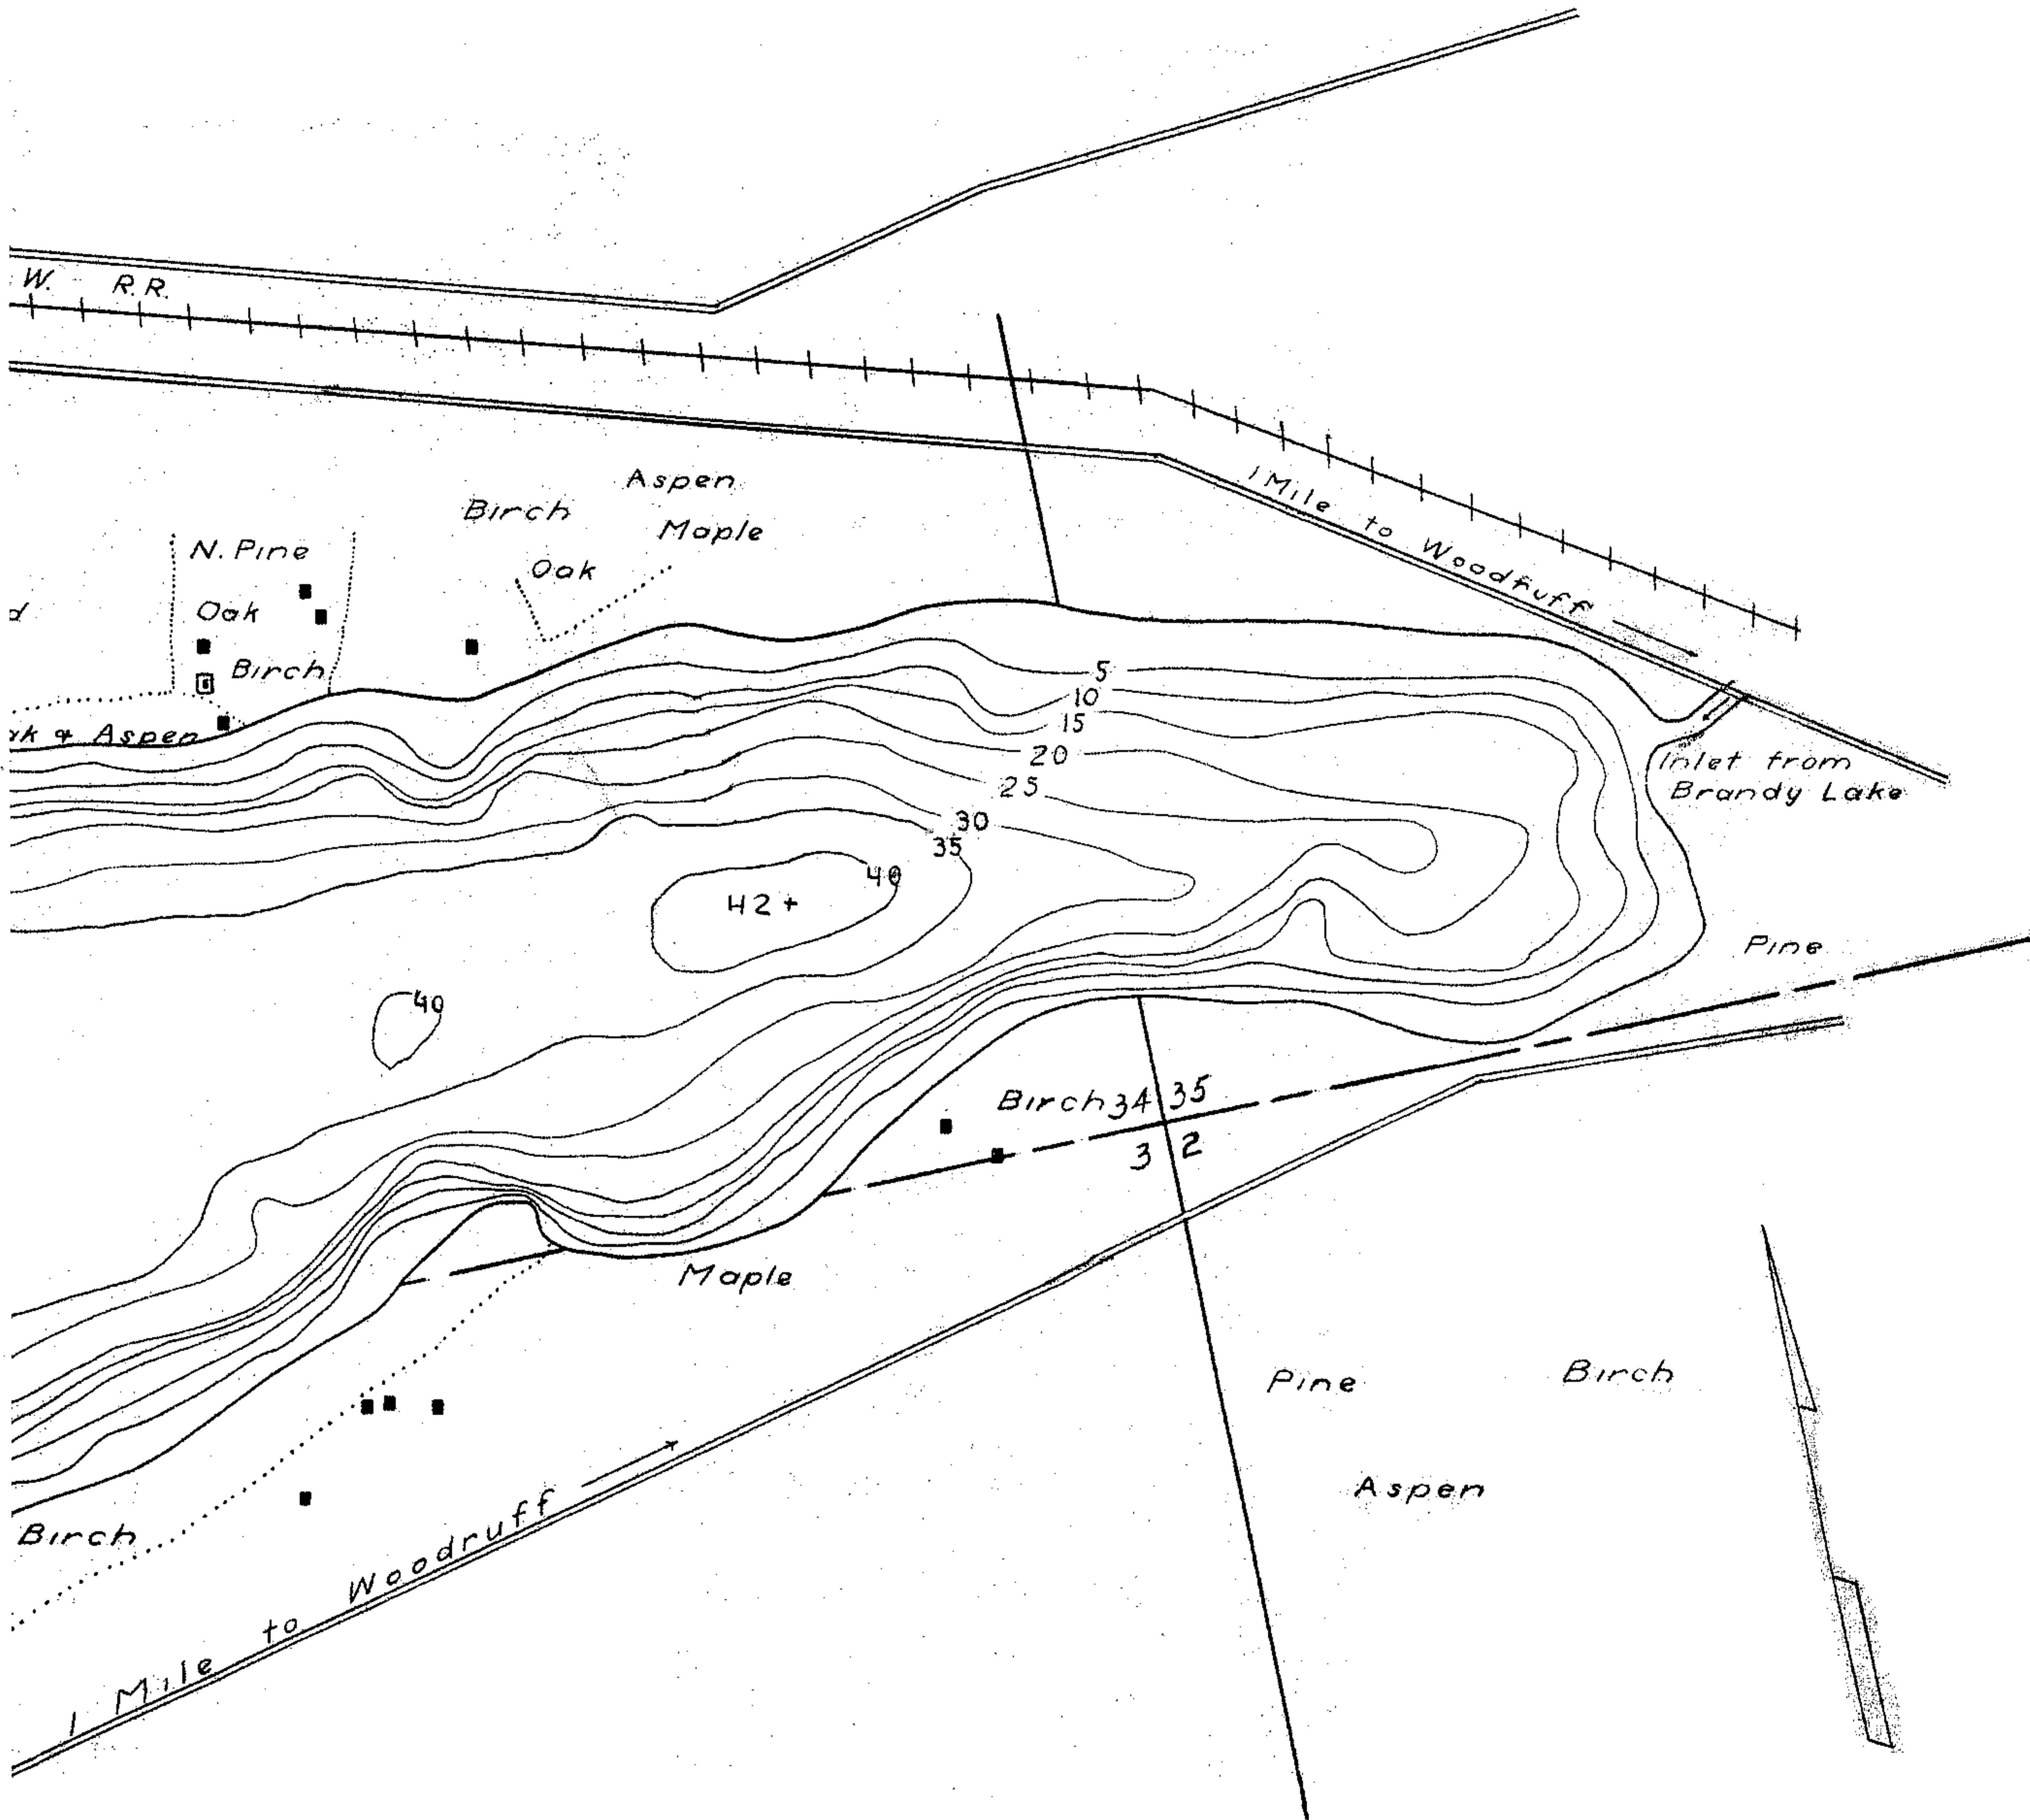 W. R.R.
Aspen
Birch
Maple
1 Mile to Woodruff
N. Pine
Oak
d
Oak
Birch
5
10
rk & Aspen
15
20
Inlet from
Brandy Lake
25
30
35
40
42+
Pine
40
Birch 34 35
3 2
Maple
Pine
Birch
Aspen
Birch
1 Mile to Woodruff